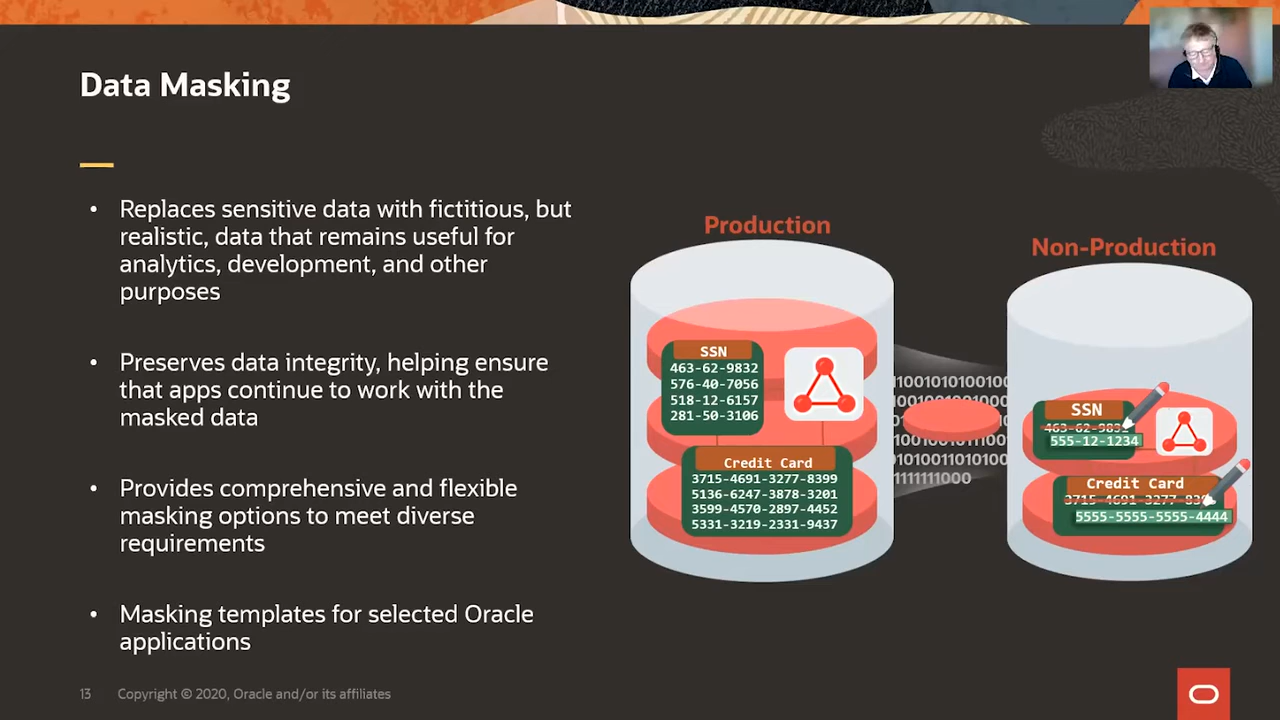 Data Masking
• Replaces sensitive data with fictitious, but
realistic, data that remains useful for
analytics, development, and other
purposes
• Preserves data integrity, helping ensure
that apps continue to work with the
masked data
• Provides comprehensive and flexible
masking options to meet diverse
requirements
• Masking templates for selected Oracle
applications
Production
SSN
463-62-9832
576-40-7056
518-12-6157
281-50-3106
Credit Card
3715-4691-3277-8399
5136-6247-3878-3201
3599-4570-2897-4452
5331-3219-2331-9437
Non-Production
SSN
555-12-1234
Credit Card
5555-5555-5555-4444
13 Copyright © 2020, Oracle and/or its affiliates